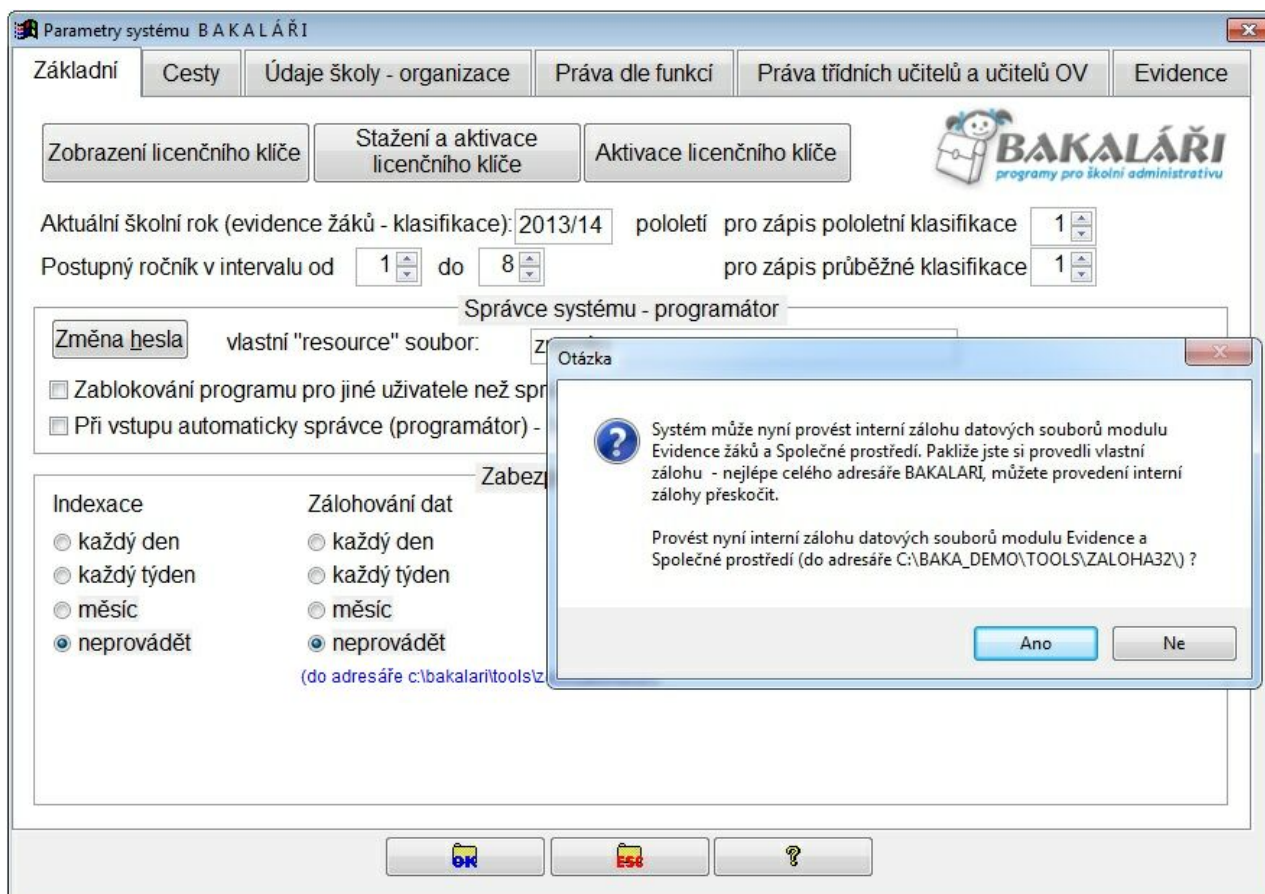 Parametry systému B A K A L Á Ř I
Základní Cesty Údaje školy - organizace Práva dle funkcí Práva třídních učitelů a učitelů OV Evidence
Zobrazení licenčního klíče
Stažení a aktivace
licenčního klíče
Aktivace licenčního klíče
BAKALÁŘI
programy pro školní administrativu
Aktuální školní rok (evidence žáků - klasifikace): 2013/14 pololetí pro zápis pololetní klasifikace 1
Postupný ročník v intervalu od 1 do 8 pro zápis průběžné klasifikace 1
Správce systému - programátor
Změna hesla vlastní "resource" soubor:
Zablokování programu pro jiné uživatele než
Při vstupu automaticky správce (programátor) -
Indexace
každý den
každý týden
měsíc
neprovádět
Zálohování dat
každý den
každý týden
měsíc
neprovádět
(do adresáře
Otázka
Systém může nyní provést interní zálohu datových souborů modulu
Evidence žáků a Společné prostředí. Pakliže jste si provedli vlastní
zálohu - nejlépe celého adresáře BAKALARI, můžete provedení interní
zálohy přeskočit.
Provést nyní interní zálohu datových souborů modulu Evidence a
Společné prostředí (do adresáře C:\BAKA_DEMO\TOOLS\ZALOHA32\) ?
Ano Ne
OK ESC ?